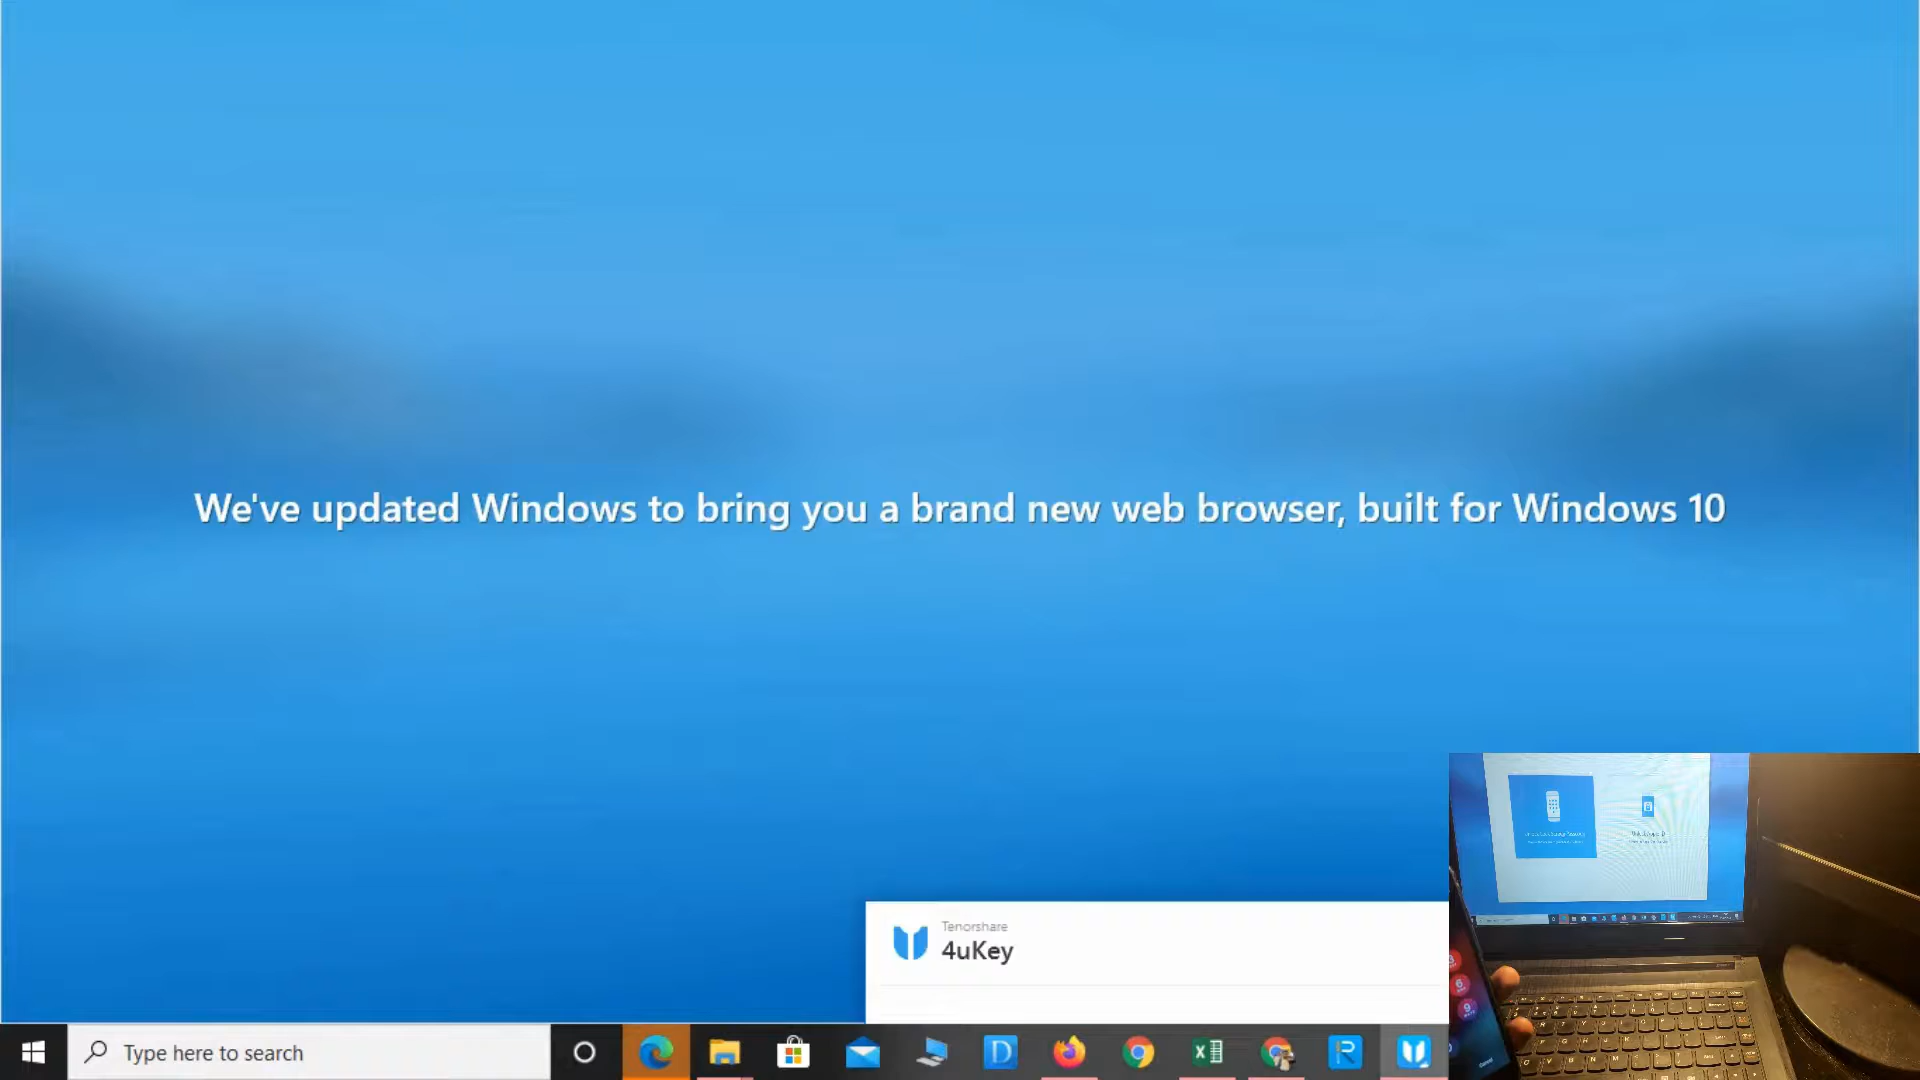 We've updated Windows to bring you a brand new web browser, built for Windows 10
Tenorshare
4uKey
Type here to search